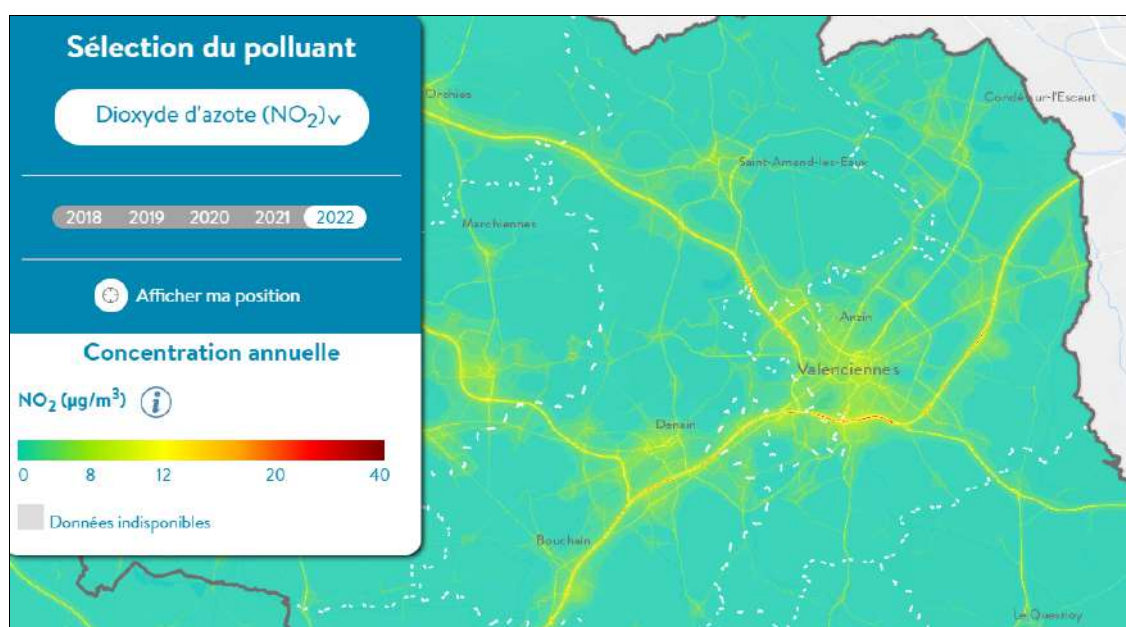 Sélection du polluant
Dioxyde d'azote (NO2)
2018 2019 2020 2021 2022
Afficher ma position
Concentration annuelle
NO2 (µg/m3) i
0 8 12 20 40
Données indisponibles
Orchies
Condé-sur-l'Escaut
Saint-Amand-les-Eaux
Marchiennes
Anzin
Valenciennes
Denain
Bouchain
Le Quesnoy